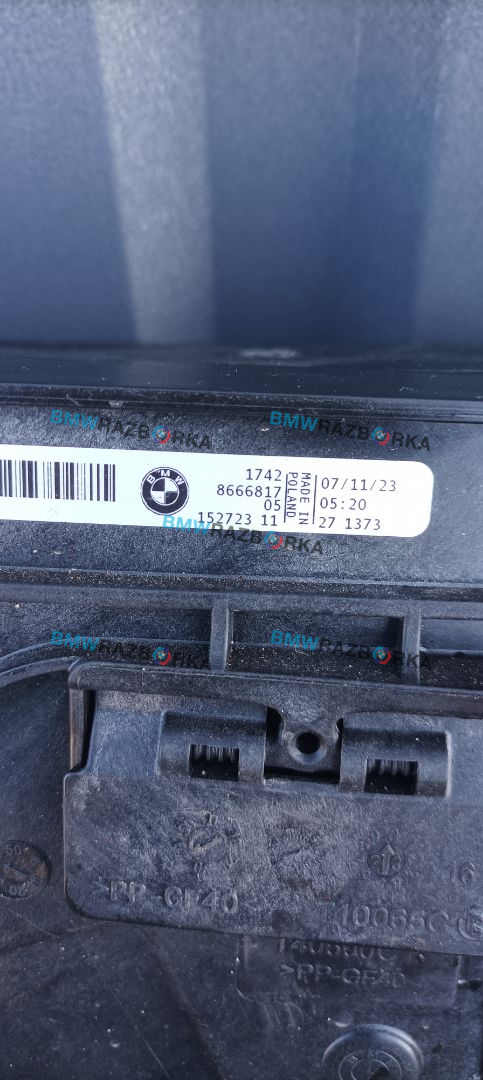 BMWRAZBORKA BMWRAZBORKA
BMW
1742
8666817
05
152723 11
MADE IN
POLAND
07/11/23
05:20
27 1373
BMWRAZBORKA
BMWRAZBORKA BMWRAZBORKA
>PP-GF40
16
10065C
>PP-GF40